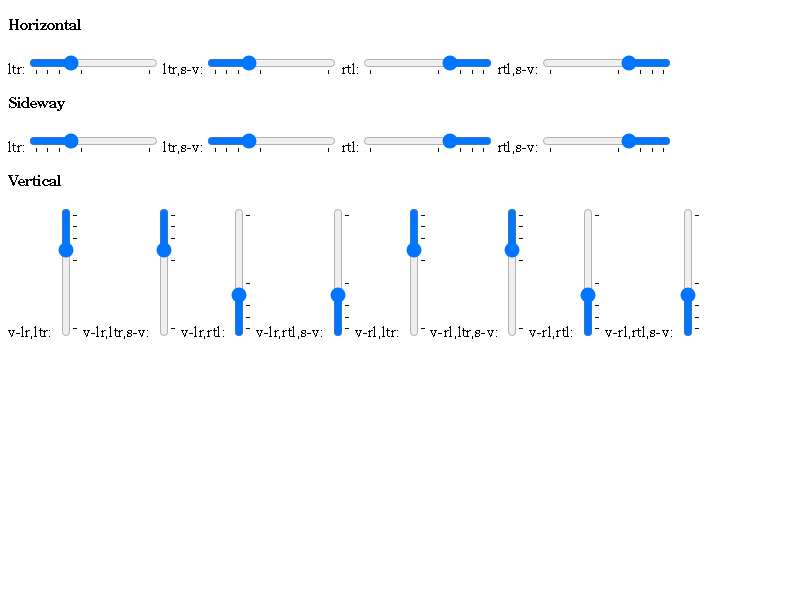 Horizontal
ltr: ltr,s-v: rtl: rtl,s-v:
Sideway
ltr: ltr,s-v: rtl: rtl,s-v:
Vertical
v-lr,ltr: v-lr,ltr,s-v: v-lr,rtl: v-lr,rtl,s-v: v-rl,ltr: v-rl,ltr,s-v: v-rl,rtl: v-rl,rtl,s-v: